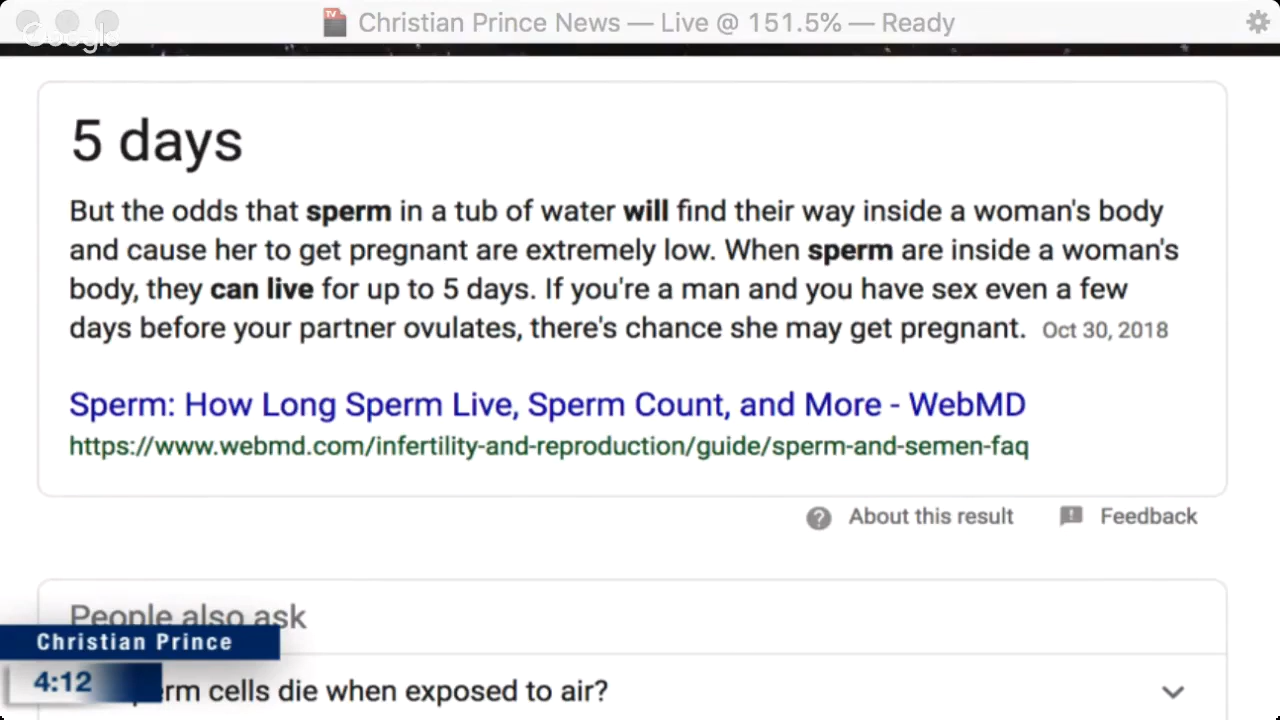 Google
Christian Prince News — Live @ 151.5% — Ready
5 days
But the odds that sperm in a tub of water will find their way inside a woman's body
and cause her to get pregnant are extremely low. When sperm are inside a woman's
body, they can live for up to 5 days. If you're a man and you have sex even a few
days before your partner ovulates, there's chance she may get pregnant. Oct 30, 2018
Sperm: How Long Sperm Live, Sperm Count, and More - WebMD
https://www.webmd.com/infertility-and-reproduction/guide/sperm-and-semen-faq
About this result Feedback
People also ask
Christian Prince
4:12
cells die when exposed to air?